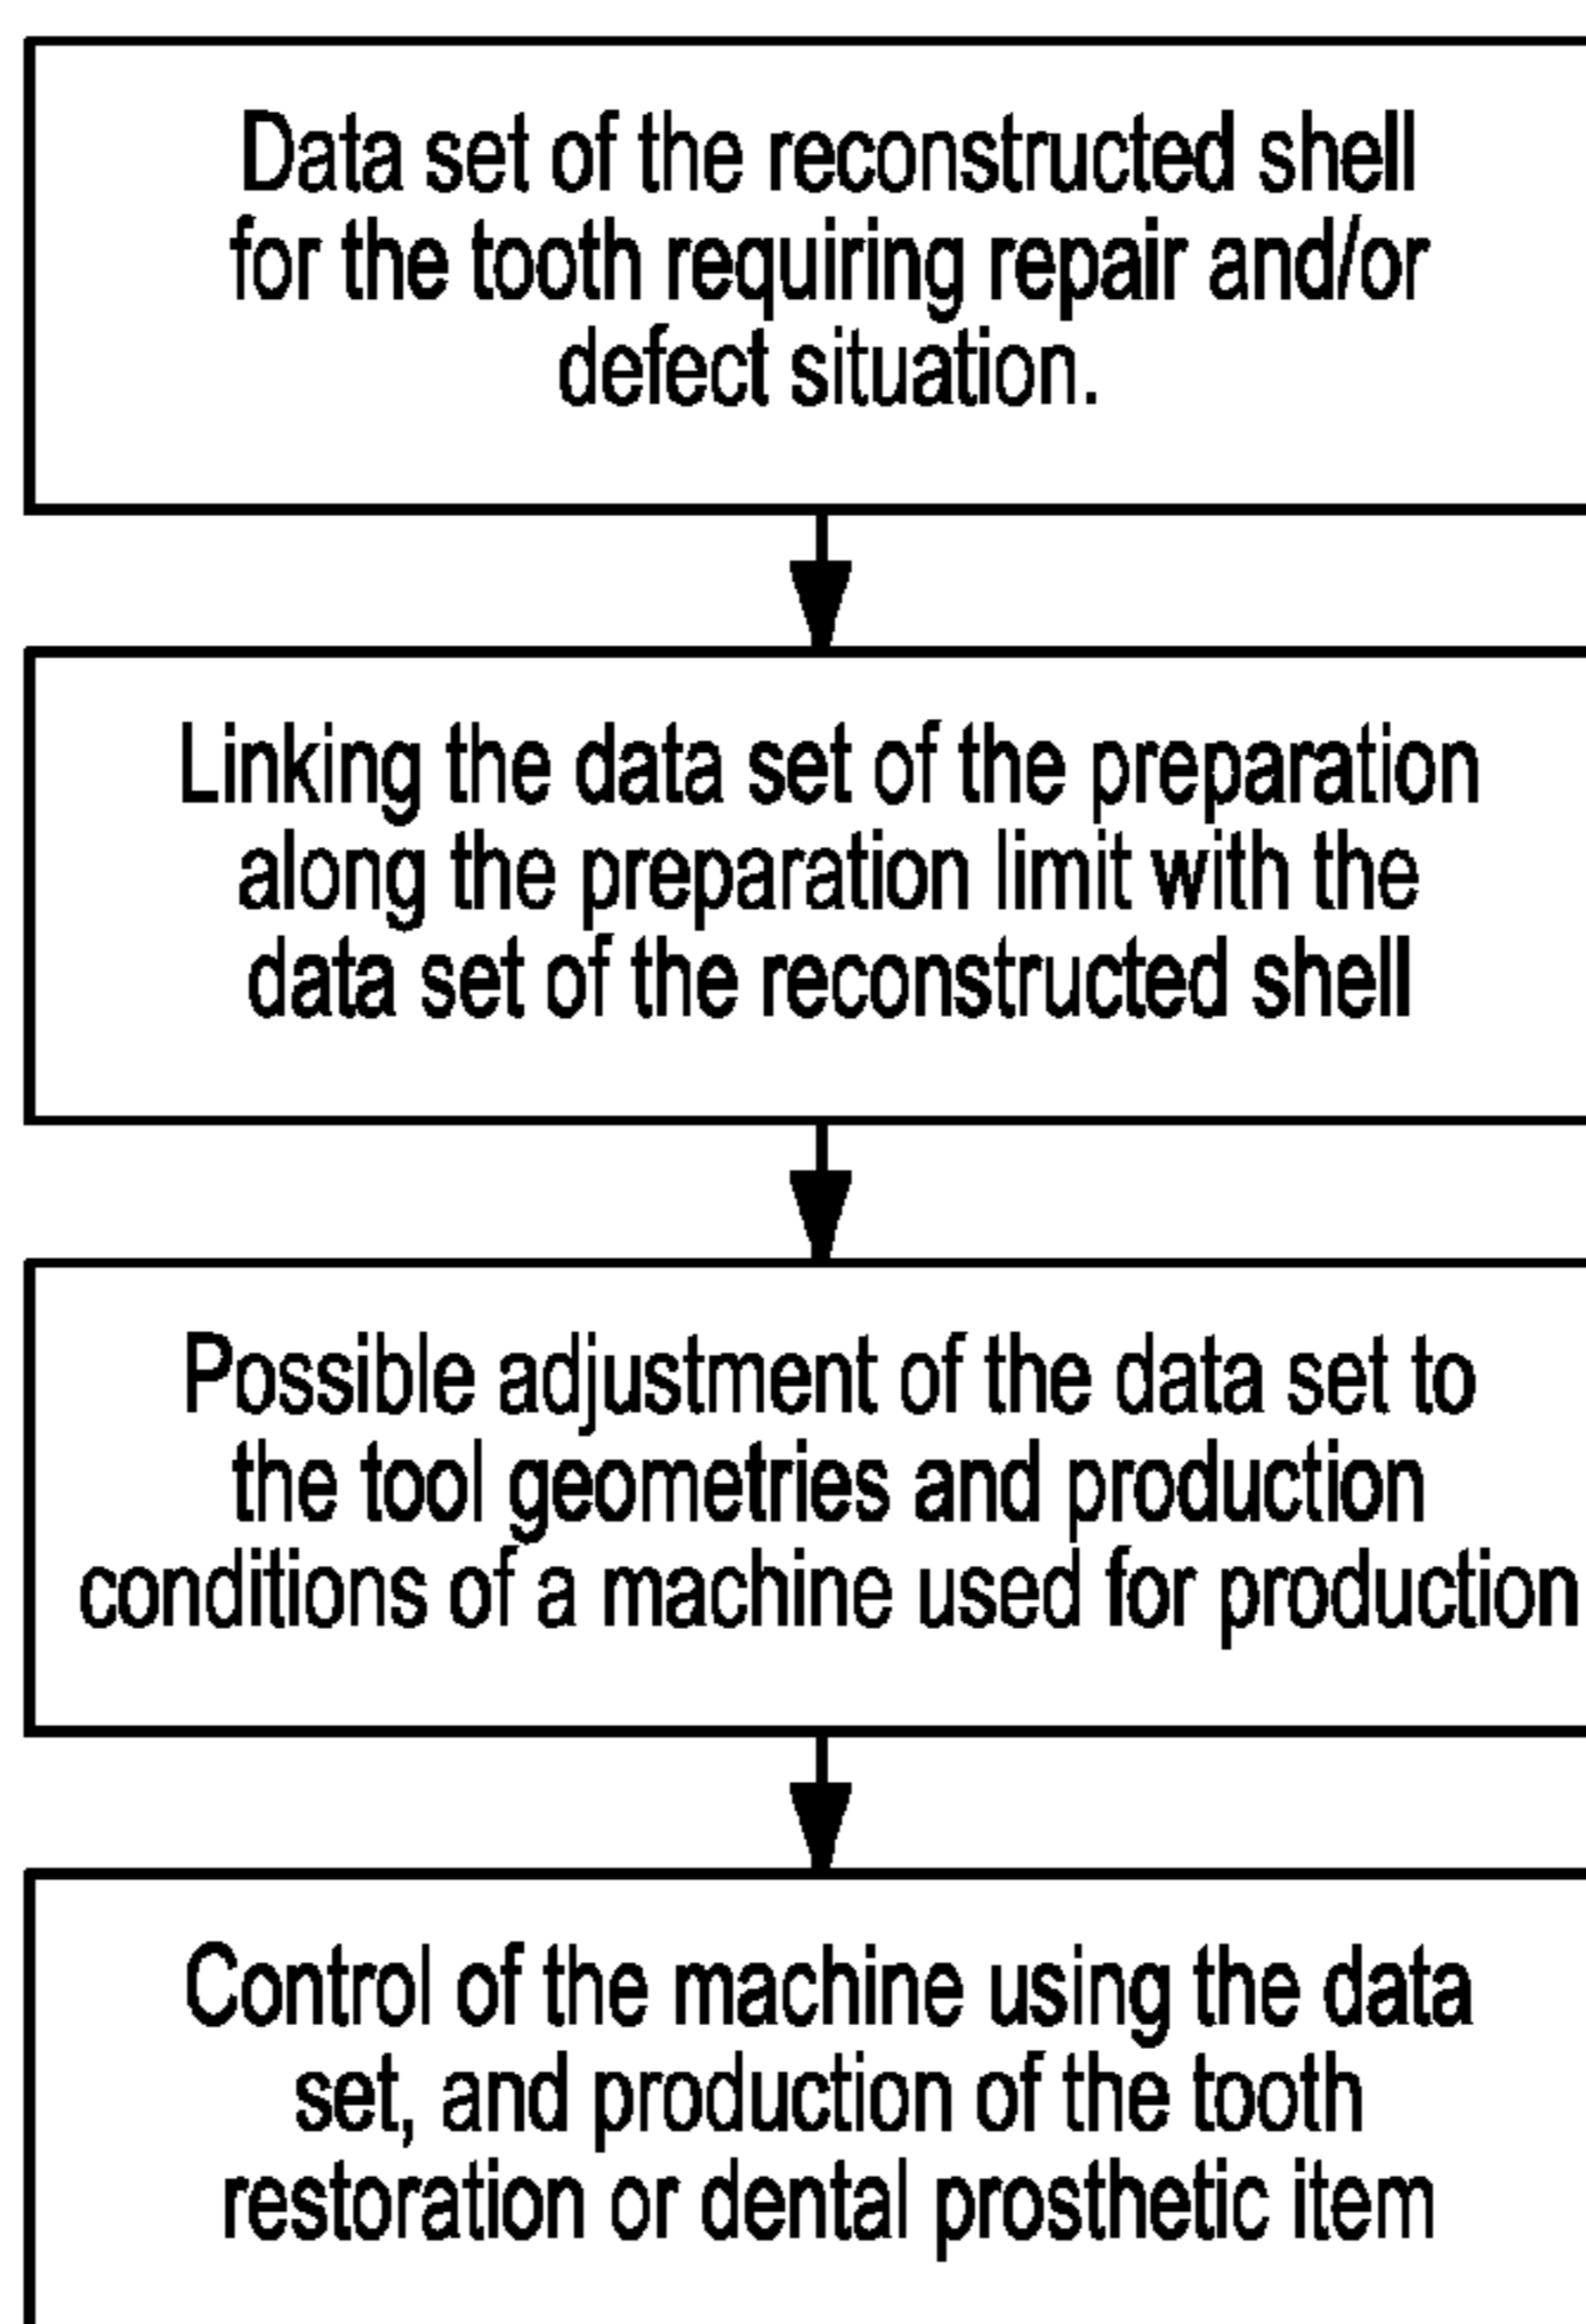 Data set of the reconstructed shell
for the tooth requiring repair and/or
defect situation.
Linking the data set of the preparation
along the preparation limit with the
data set of the reconstructed shell
Possible adjustment of the data set to
the tool geometries and production
conditions of a machine used for production
Control of the machine using the data
set, and production of the tooth
restoration or dental prosthetic item